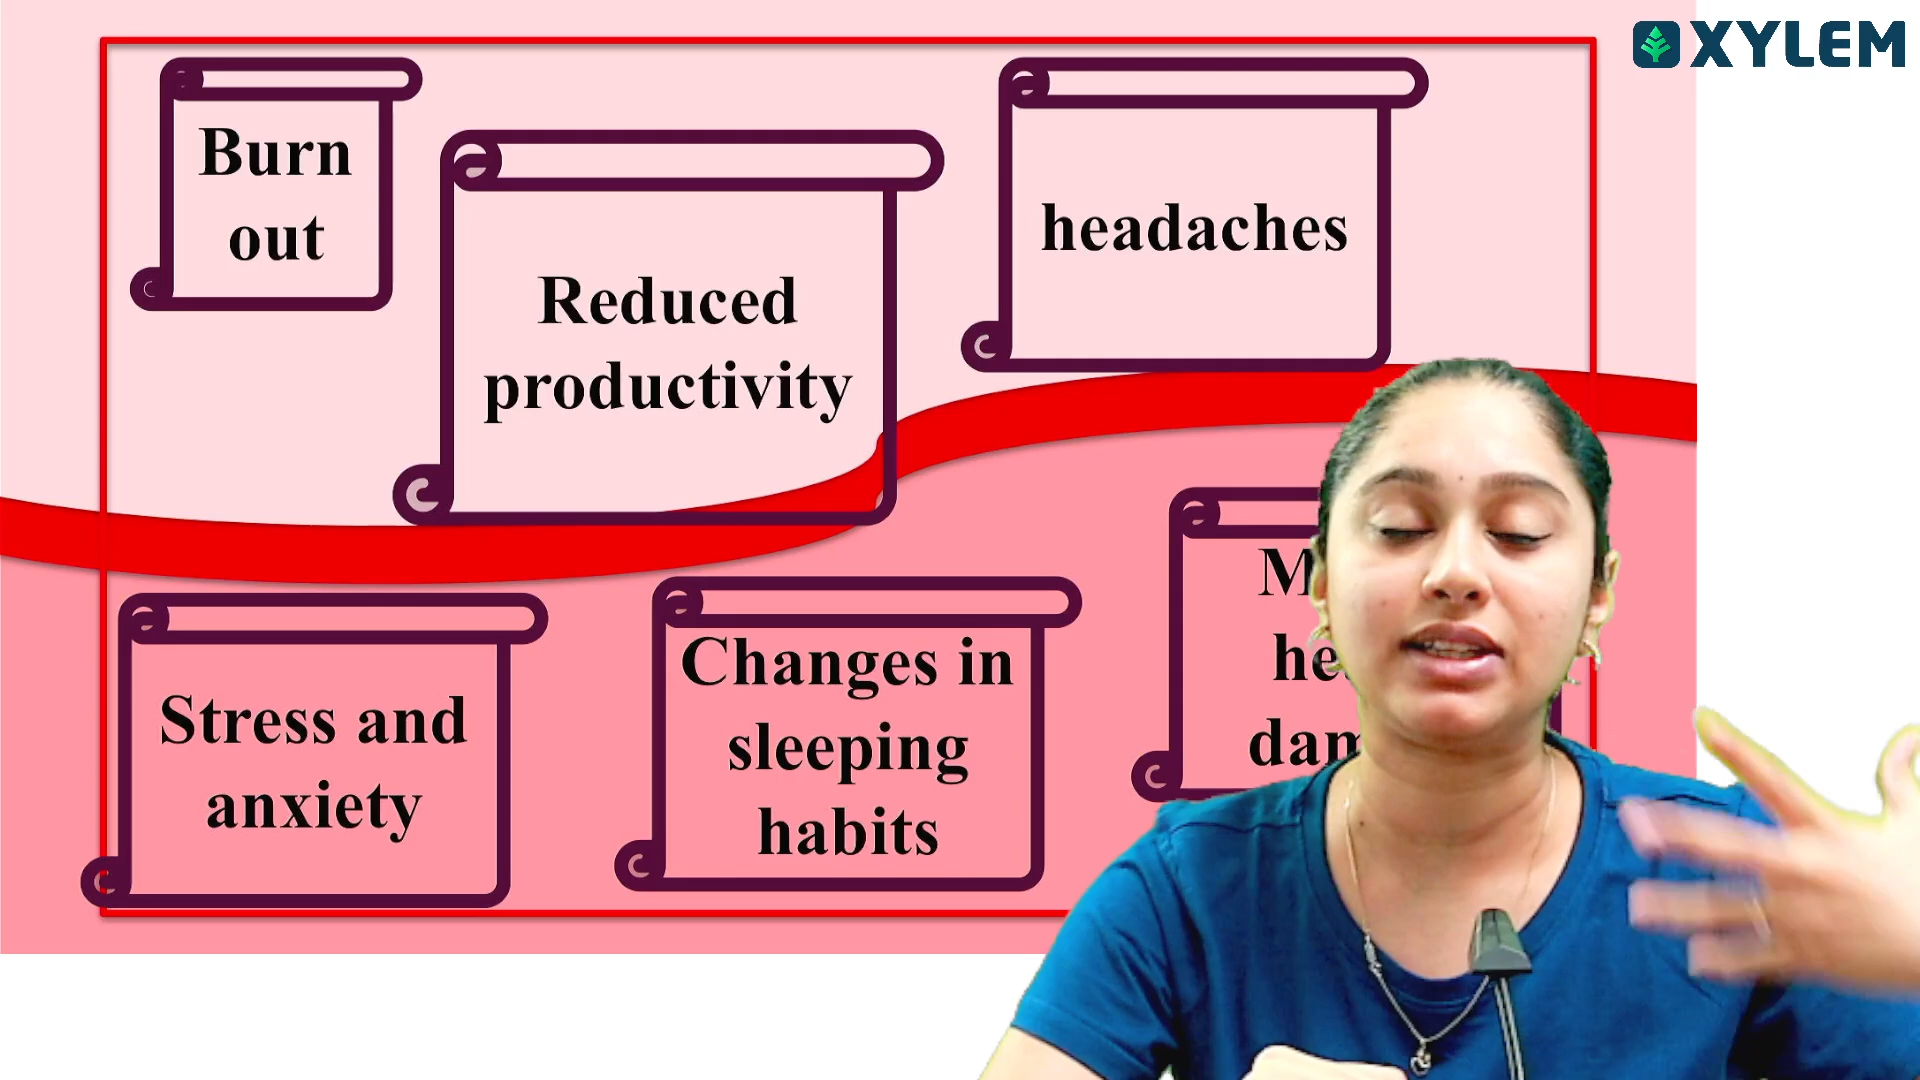 XYLEM
Burn
out
Reduced
productivity
headaches
Stress and
anxiety
Changes in
sleeping
habits